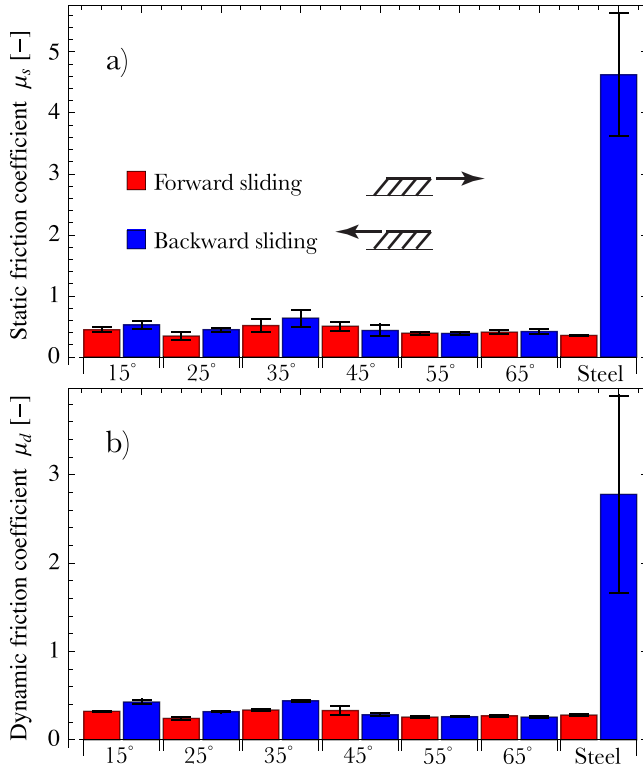 Static friction coefficient μs [–]
a)
5
4
3
2
1
0
Forward sliding
Backward sliding
15° 25° 35° 45° 55° 65° Steel
Dynamic friction coefficient μd [–]
b)
3
2
1
0
15° 25° 35° 45° 55° 65° Steel